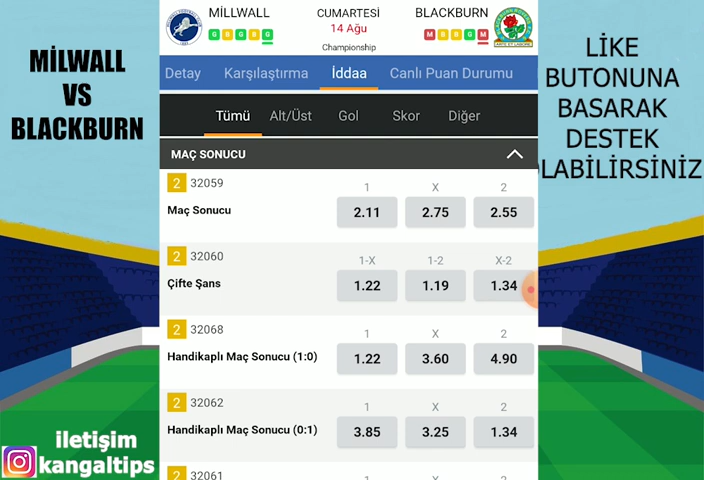 MİLWALL
VS
BLACKBURN
MİLLWALL
G B G B G
CUMARTESİ
14 Ağu
Championship
BLACKBURN
M B B G M
ARTE ET LABORE
LİKE
BUTONUNA
BASARAK
DESTEK
OLABİLİRSİNİZ
Detay Karşılaştırma İddaa Canlı Puan Durumu
Tümü Alt/Üst Gol Skor Diğer
MAÇ SONUCU
2 32059
Maç Sonucu
1 X 2
2.11 2.75 2.55
2 32060
Çifte Şans
1-X 1-2 X-2
1.22 1.19 1.34
2 32068
Handikaplı Maç Sonucu (1:0)
1 X 2
1.22 3.60 4.90
2 32062
Handikaplı Maç Sonucu (0:1)
1 X 2
3.85 3.25 1.34
2 32061
iletişim
kangaltips